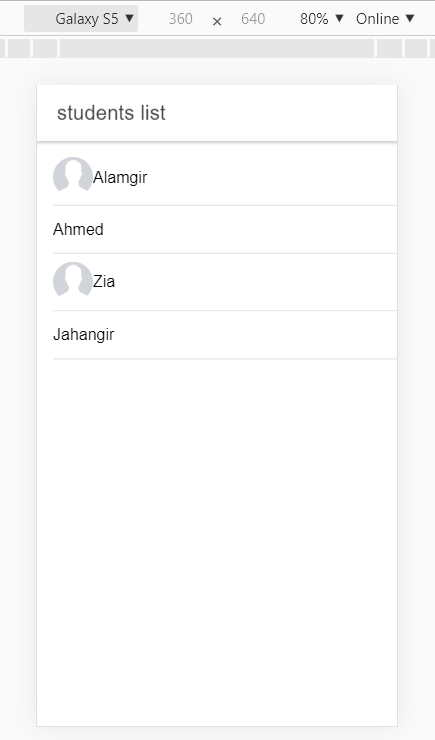 Galaxy S5 ▼ 360 × 640 80% ▼ Online ▼
students list
Alamgir
Ahmed
Zia
Jahangir